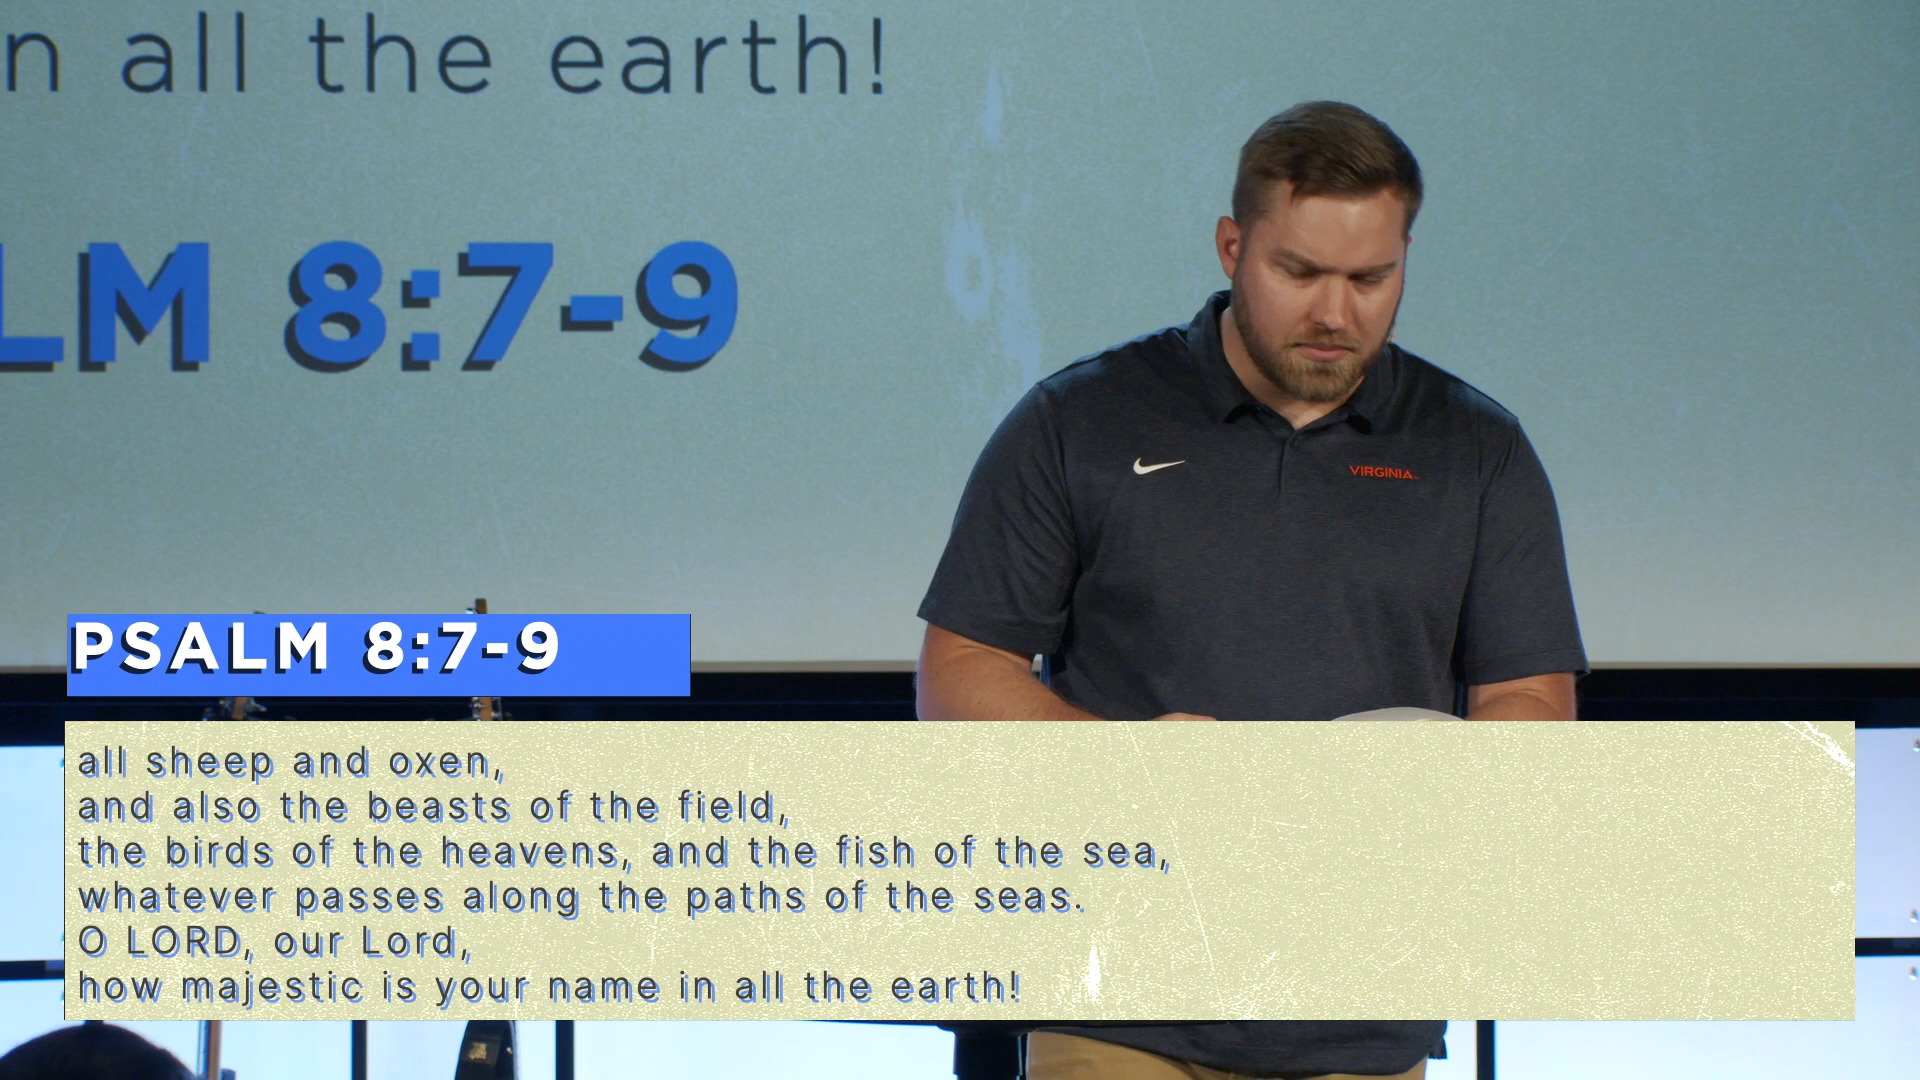 n all the earth!
LM 8:7-9
VIRGINIA
PSALM 8:7-9
all sheep and oxen,
and also the beasts of the field,
the birds of the heavens, and the fish of the sea,
whatever passes along the paths of the seas.
O LORD, our Lord,
how majestic is your name in all the earth!